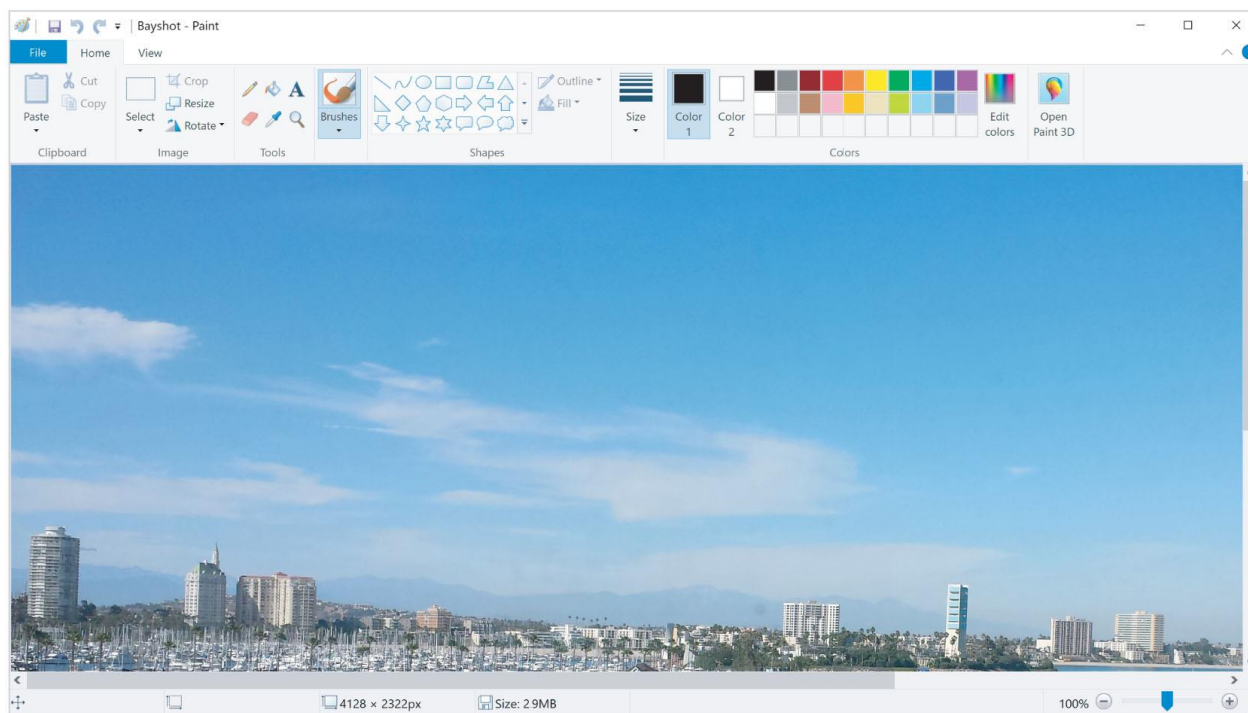 Bayshot - Paint
File Home View
Cut
Copy
Paste
Clipboard
Crop
Resize
Rotate
Select
Image
A
Tools
Brushes
Outline
Fill
Shapes
Size
Color 1
Color 2
Colors
Edit colors
Open Paint 3D
4128 × 2322px
Size: 2.9MB
100%